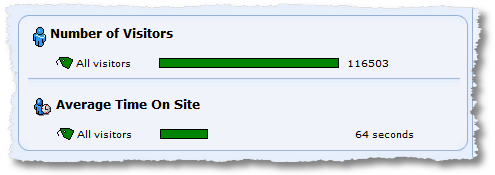 Number of Visitors
All visitors 116503
Average Time On Site
All visitors 64 seconds